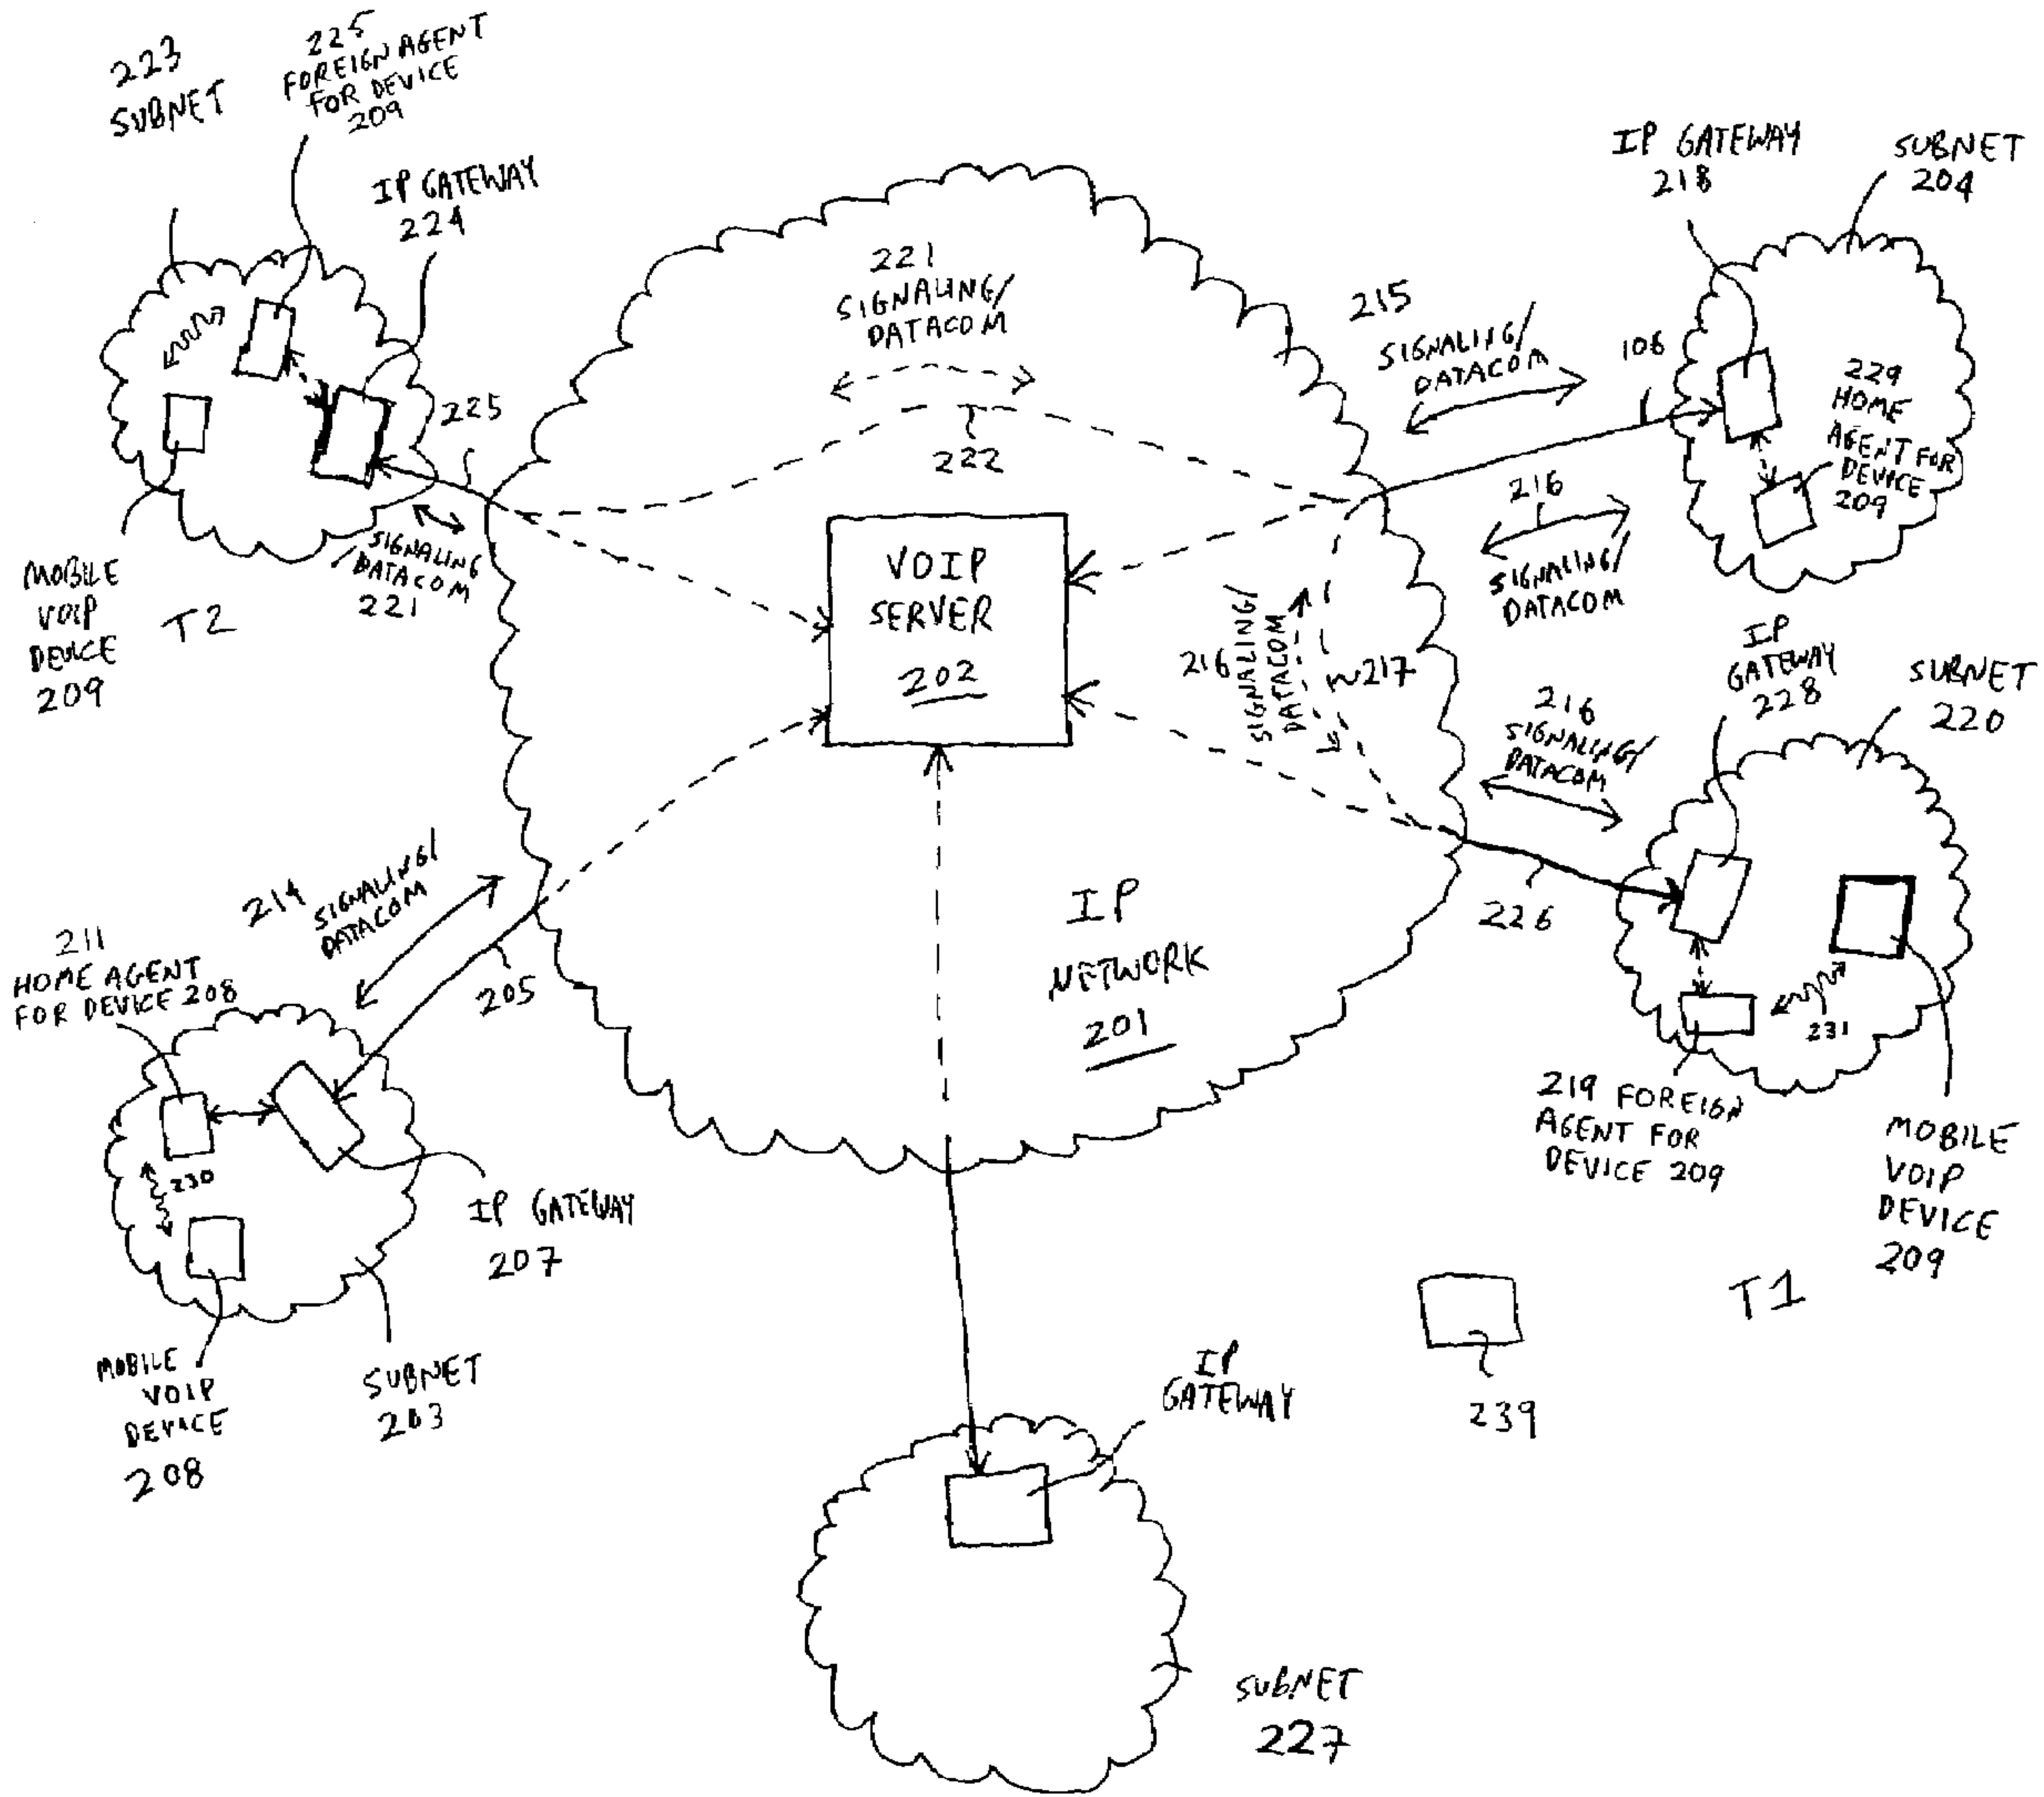 223
SUBNET
225
FOREIGN AGENT
FOR DEVICE
209
IP GATEWAY
224
221
SIGNALING/
DATACOM
222
215
SIGNALING/
DATACOM
106
IP GATEWAY
218
SUBNET
204
229
HOME
AGENT FOR
DEVICE
209
225
SIGNALING
/DATACOM
221
MOBILE
VOIP
DEVICE
209
T2
VOIP
SERVER
202
216
SIGNALING/
DATACOM
217
216
SIGNALING/
DATACOM
IP
GATEWAY
228
SUBNET
220
216
SIGNALING/
DATACOM
226
231
219 FOREIGN
AGENT FOR
DEVICE 209
MOBILE
VOIP
DEVICE
209
T1
IP
NETWORK
201
214
SIGNALING/
DATACOM
205
211
HOME AGENT
FOR DEVICE 208
230
IP GATEWAY
207
MOBILE
VOIP
DEVICE
208
SUBNET
203
239
IP
GATEWAY
SUBNET
227